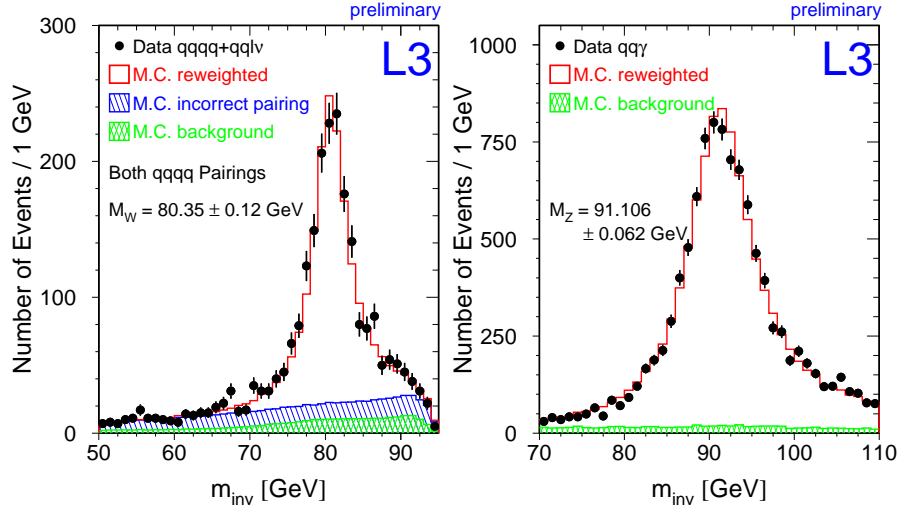 preliminary
L3
Number of Events / 1 GeV
300
200
100
0
Data qqqq+qqlν
M.C. reweighted
M.C. incorrect pairing
M.C. background
Both qqqq Pairings
M_W = 80.35 ± 0.12 GeV
50 60 70 80 90
m_inv [GeV]
preliminary
L3
Number of Events / 1 GeV
1000
750
500
250
0
Data qqγ
M.C. reweighted
M.C. background
M_Z = 91.106
± 0.062 GeV
70 80 90 100 110
m_inv [GeV]